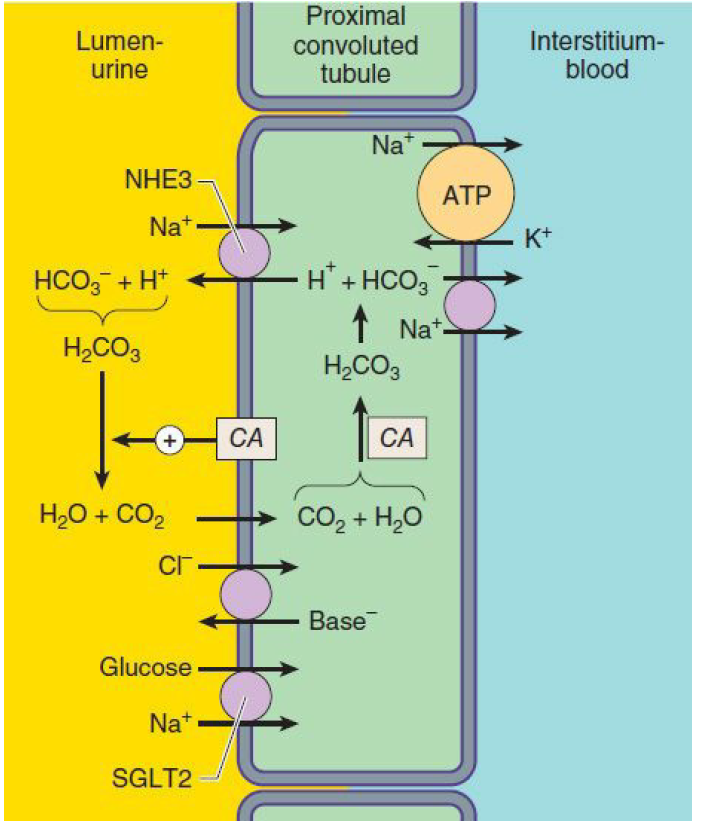 Lumen-
urine
Proximal
convoluted
tubule
Interstitium-
blood
Na⁺
ATP
K⁺
NHE3
Na⁺
HCO₃⁻ + H⁺
H⁺ + HCO₃⁻
Na⁺
H₂CO₃
H₂CO₃
+
CA
CA
H₂O + CO₂
CO₂ + H₂O
Cl⁻
Base⁻
Glucose
Na⁺
SGLT2